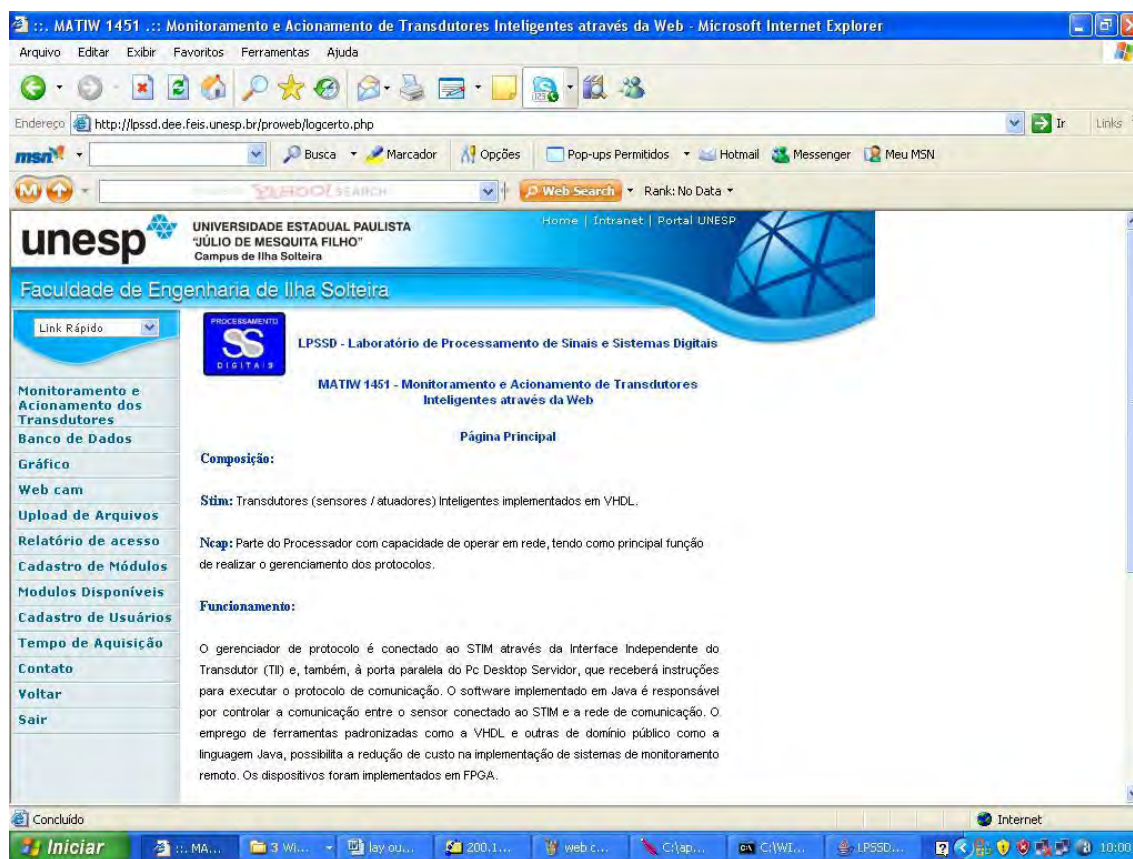 ::. MATIW 1451 .:: Monitoramento e Acionamento de Transdutores Inteligentes através da Web - Microsoft Internet Explorer
Arquivo Editar Exibir Favoritos Ferramentas Ajuda
Endereço http://lpssd.dee.feis.unesp.br/proweb/logcerto.php Ir Links
msn Busca Marcador Opções Pop-ups Permitidos Hotmail Messenger Meu MSN
YAHOO! SEARCH Web Search Rank: No Data
Home | Intranet | Portal UNESP
unesp
UNIVERSIDADE ESTADUAL PAULISTA
"JÚLIO DE MESQUITA FILHO"
Campus de Ilha Solteira
Faculdade de Engenharia de Ilha Solteira
Link Rápido
Monitoramento e
Acionamento dos
Transdutores
Banco de Dados
Gráfico
Web cam
Upload de Arquivos
Relatório de acesso
Cadastro de Módulos
Modulos Disponíveis
Cadastro de Usuários
Tempo de Aquisição
Contato
Voltar
Sair
PROCESSAMENTO
SS
DIGITAIS
LPSSD - Laboratório de Processamento de Sinais e Sistemas Digitais
MATIW 1451 - Monitoramento e Acionamento de Transdutores
Inteligentes através da Web
Página Principal
Composição:
Stim: Transdutores (sensores / atuadores) Inteligentes implementados em VHDL.
Ncap: Parte do Processador com capacidade de operar em rede, tendo como principal função
de realizar o gerenciamento dos protocolos.
Funcionamento:
O gerenciador de protocolo é conectado ao STIM através da Interface Independente do
Transdutor (TII) e, também, à porta paralela do Pc Desktop Servidor, que receberá instruções
para executar o protocolo de comunicação. O software implementado em Java é responsável
por controlar a comunicação entre o sensor conectado ao STIM e a rede de comunicação. O
emprego de ferramentas padronizadas como a VHDL e outras de domínio público como a
linguagem Java, possibilita a redução de custo na implementação de sistemas de monitoramento
remoto. Os dispositivos foram implementados em FPGA.
Concluído Internet
Iniciar ::. MA... 3 Wi... lay ou... 200.1... web c... C:\ap... C:\WI... LPSSD... 10:00